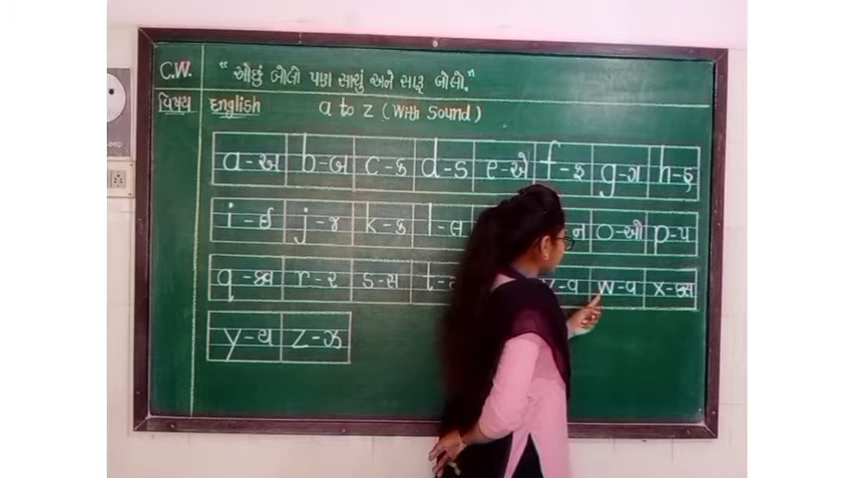 C.W. "ઓછું બોલો પણ સાચું અને સારૂ બોલો."
વિષય English a to z (With Sound)
a-અ b-બ c-ક d-ડ e-એ f-ફ g-ગ h-હ
i-ઈ j-જ k-ક l-લ ન o-ઓ p-પ
q-ક્વ r-ર s-સ t- v-વ w-વ x-ક્સ
y-ય z-ઝ